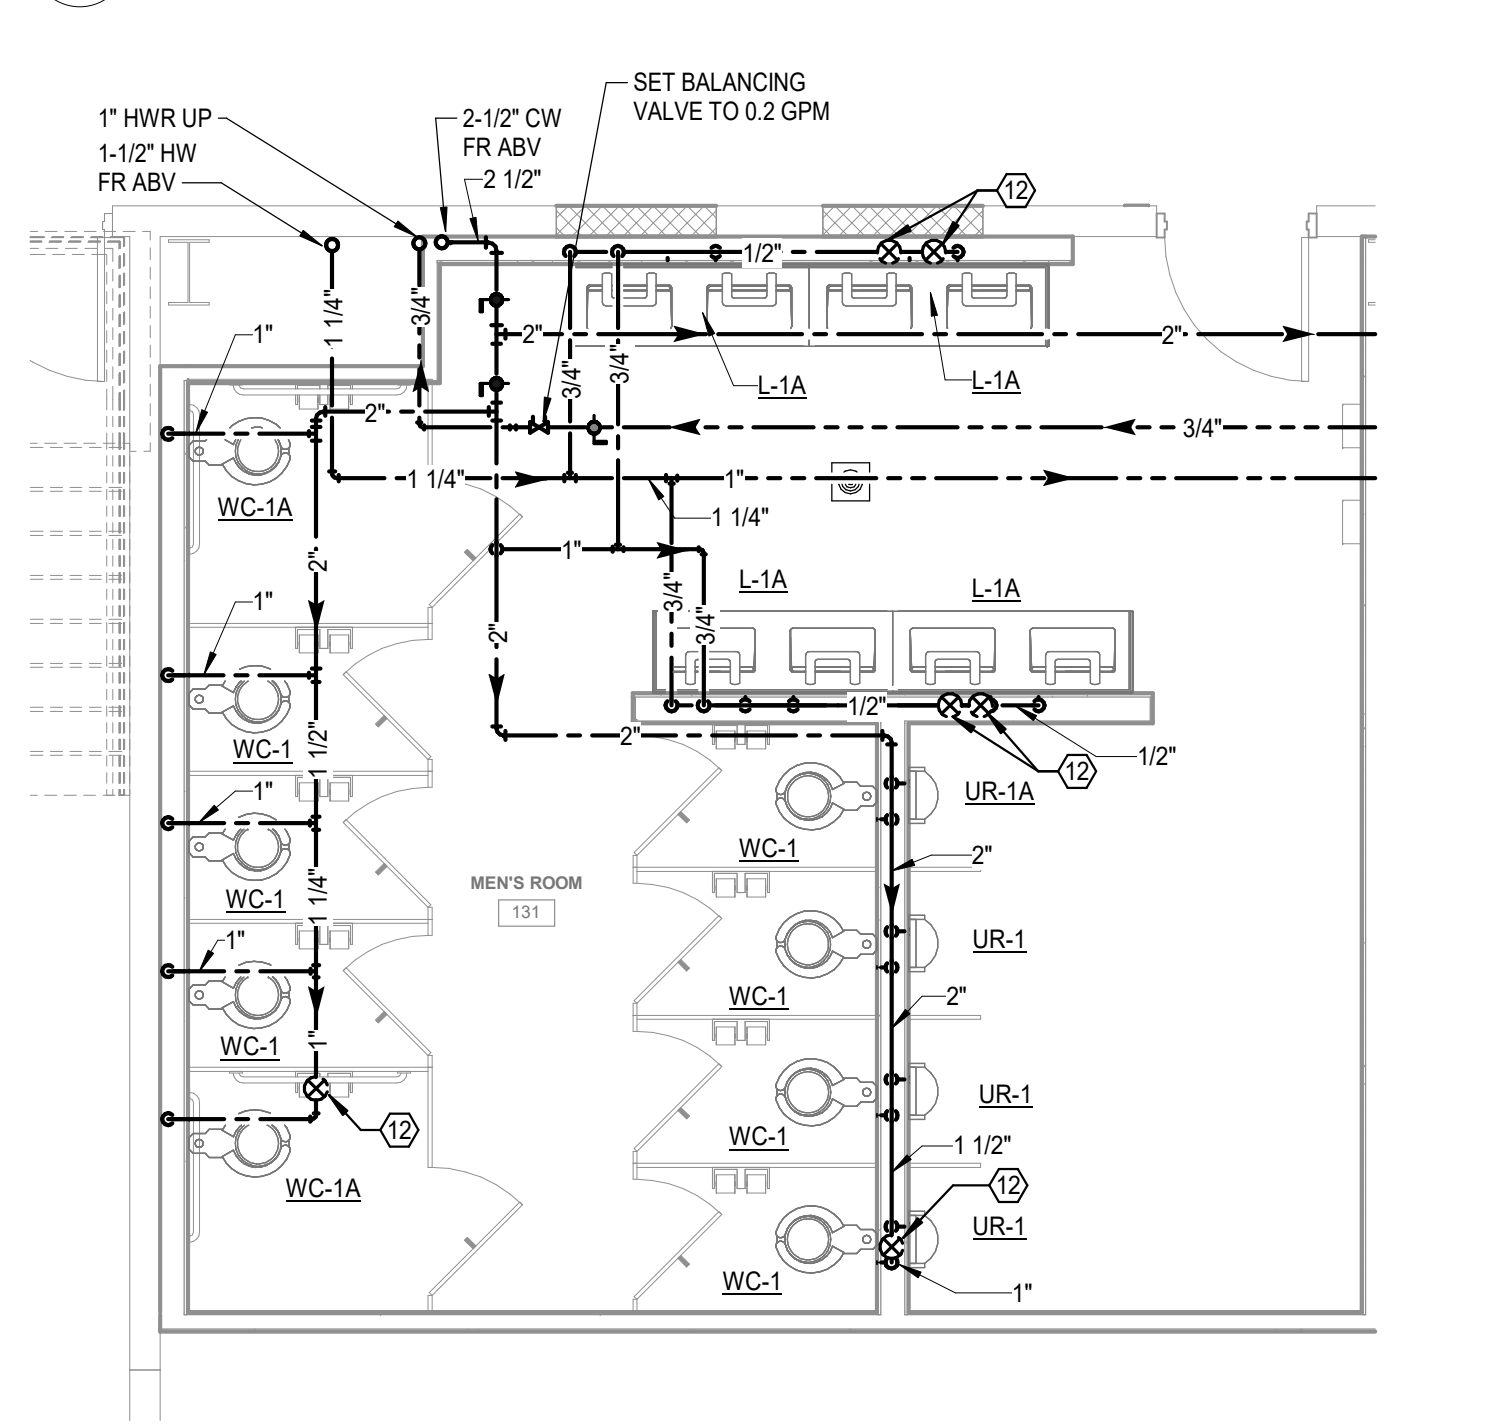 SET BALANCING
VALVE TO 0.2 GPM
1" HWR UP
1-1/2" HW
FR ABV
2-1/2" CW
FR ABV
2 1/2"
12
1/2"
1 1/4"
3/4"
1"
2"
2"
3/4"
3/4"
L-1A
L-1A
2"
3/4"
WC-1A
1 1/4"
1"
1 1/4"
1"
2"
L-1A
L-1A
1"
3/4"
3/4"
2"
1/2"
2"
1/2"
12
WC-1
1 1/2"
UR-1A
1"
WC-1
2"
WC-1
1 1/4"
MEN'S ROOM
131
1"
UR-1
WC-1
2"
WC-1
1"
UR-1
12
WC-1
1 1/2"
WC-1A
12
UR-1
WC-1
1"